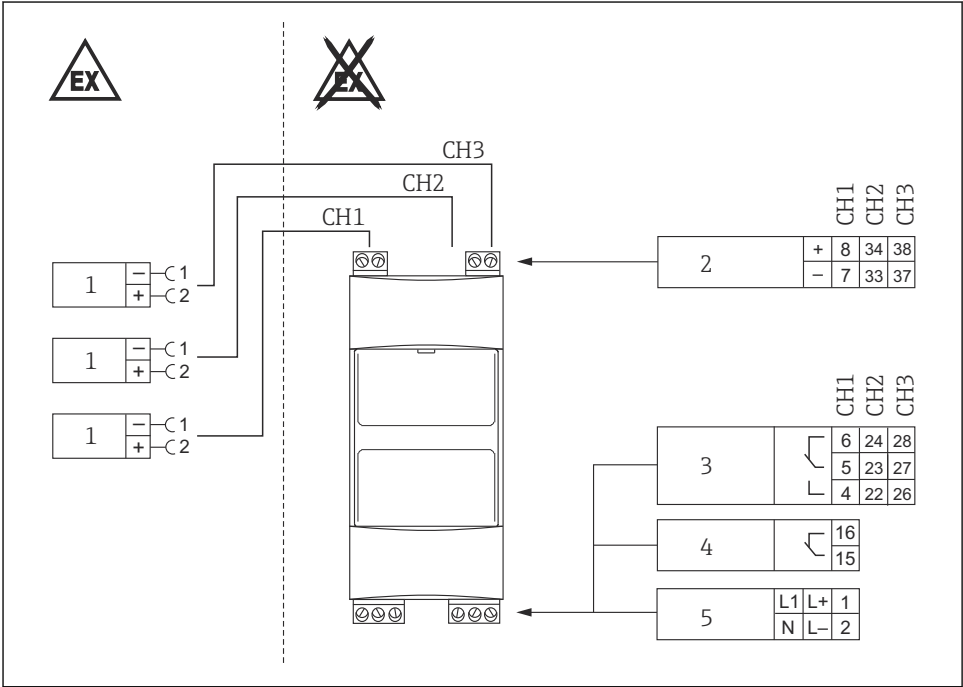 EX
EX
CH3
CH2
CH1
1 – 1
+ 2
1 – 1
+ 2
1 – 1
+ 2
CH1 CH2 CH3
2 + 8 34 38
– 7 33 37
CH1 CH2 CH3
3 6 24 28
5 23 27
4 22 26
4 16
15
5 L1 L+ 1
N L– 2